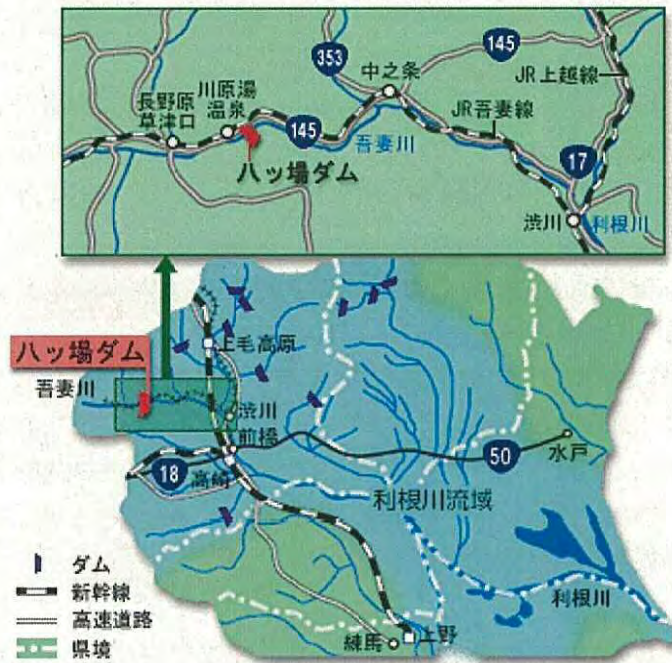 353
145
中之条
JR上越線
長野原
草津口
川原湯
温泉
145
JR吾妻線
吾妻川
17
八ッ場ダム
渋川
利根川
上毛高原
八ッ場ダム
吾妻川
渋川
前橋
18
高崎
50
水戸
利根川流域
ダム
新幹線
高速道路
県境
利根川
練馬
上野